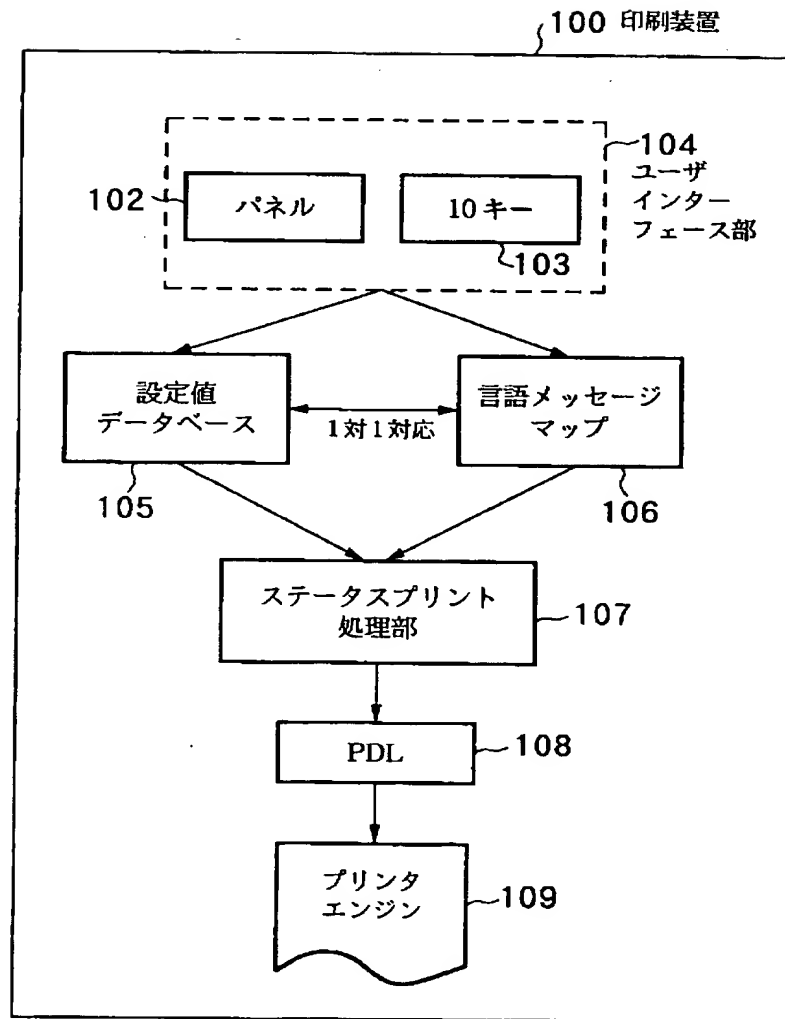 100 印刷装置
104
ユーザ
インター
フェース部
102
パネル
10キー
103
設定値
データベース
1対1対応
言語メッセージ
マップ
105
106
ステータスプリント
処理部
107
PDL
108
プリンタ
エンジン
109